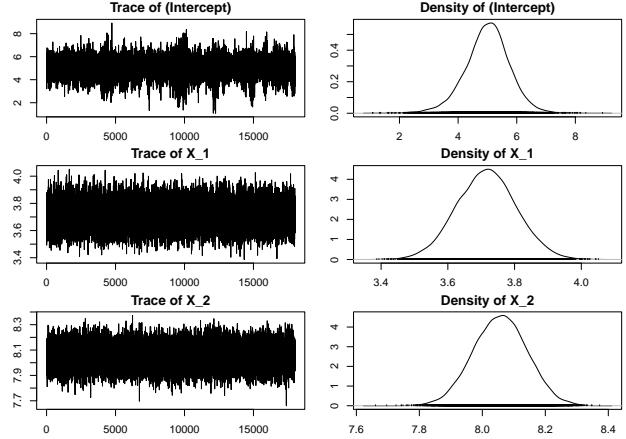 Trace of (Intercept)
Density of (Intercept)
2 4 6 8
0 5000 10000 15000
0.0 0.2 0.4
2 4 6 8
Trace of X_1
Density of X_1
3.4 3.6 3.8 4.0
0 5000 10000 15000
0 1 2 3 4
3.4 3.6 3.8 4.0
Trace of X_2
Density of X_2
7.7 7.9 8.1 8.3
0 5000 10000 15000
0 1 2 3 4
7.6 7.8 8.0 8.2 8.4